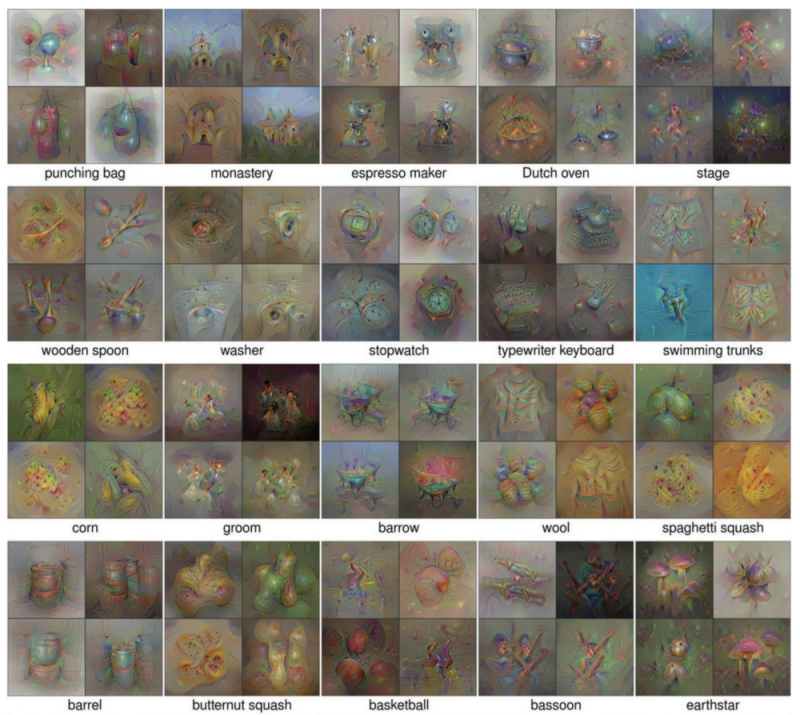 punching bag monastery espresso maker Dutch oven stage
wooden spoon washer stopwatch typewriter keyboard swimming trunks
corn groom barrow wool spaghetti squash
barrel butternut squash basketball bassoon earthstar